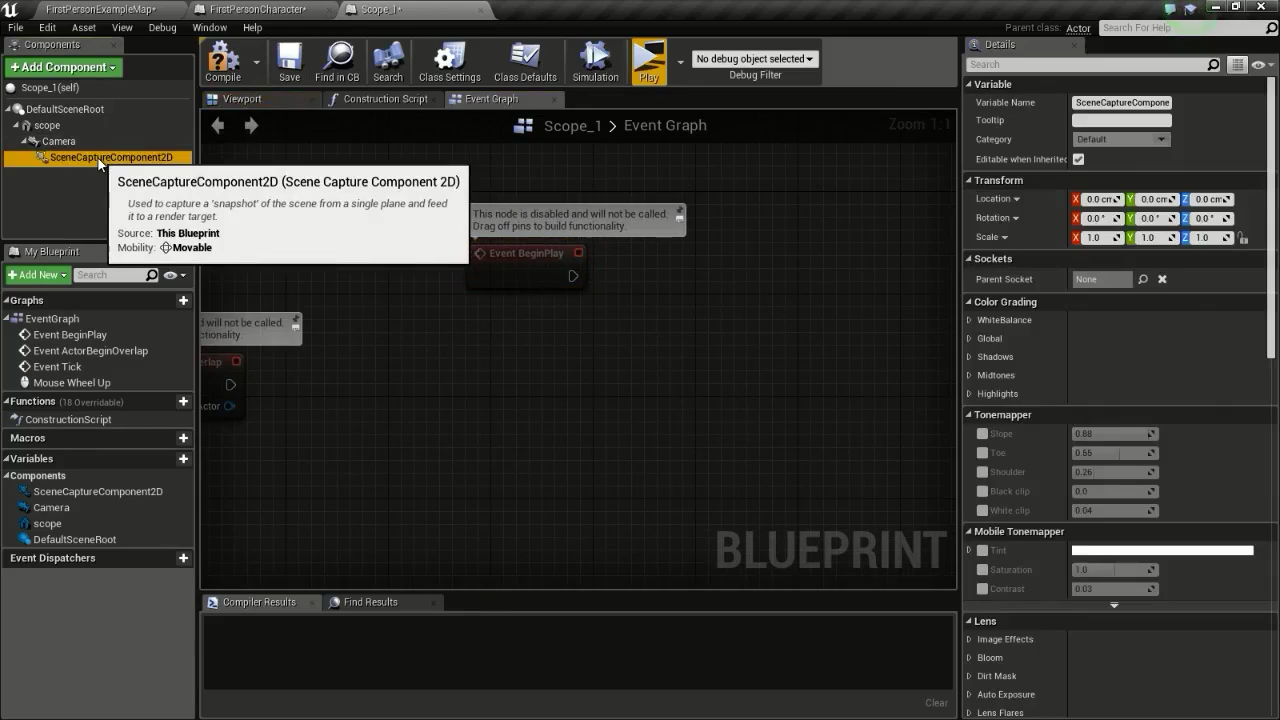 FirstPersonExampleMap*
FirstPersonCharacter*
Scope_1*
File Edit Asset View Debug Window Help
Parent class: Actor
Search For Help
Components
Details
+ Add Component
Compile
Save
Find in CB
Search
Class Settings
Class Defaults
Simulation
Play
No debug object selected
Debug Filter
Search
Scope_1(self)
Viewport
Construction Script
Event Graph
DefaultSceneRoot
scope
Camera
SceneCaptureComponent2D
Scope_1 > Event Graph
Zoom 1:1
SceneCaptureComponent2D (Scene Capture Component 2D)
Used to capture a 'snapshot' of the scene from a single plane and feed
it to a render target.
Source: This Blueprint
Mobility: Movable
This node is disabled and will not be called.
Drag off pins to build functionality.
Event BeginPlay
d will not be called.
ctionality.
erlap
Actor
BLUEPRINT
My Blueprint
+ Add New
Search
Graphs
EventGraph
Event BeginPlay
Event ActorBeginOverlap
Event Tick
Mouse Wheel Up
Functions (18 Overridable)
ConstructionScript
Macros
Variables
Components
SceneCaptureComponent2D
Camera
scope
DefaultSceneRoot
Event Dispatchers
Compiler Results
Find Results
Clear
Variable
Variable Name SceneCaptureCompone
Tooltip
Category Default
Editable when Inherited
Transform
Location X 0.0 cm Y 0.0 cm Z 0.0 cm
Rotation X 0.0 ° Y 0.0 ° Z 0.0 °
Scale X 1.0 Y 1.0 Z 1.0
Sockets
Parent Socket None
Color Grading
WhiteBalance
Global
Shadows
Midtones
Highlights
Tonemapper
Slope 0.88
Toe 0.55
Shoulder 0.26
Black clip 0.0
White clip 0.04
Mobile Tonemapper
Tint
Saturation 1.0
Contrast 0.03
Lens
Image Effects
Bloom
Dirt Mask
Auto Exposure
Lens Flares